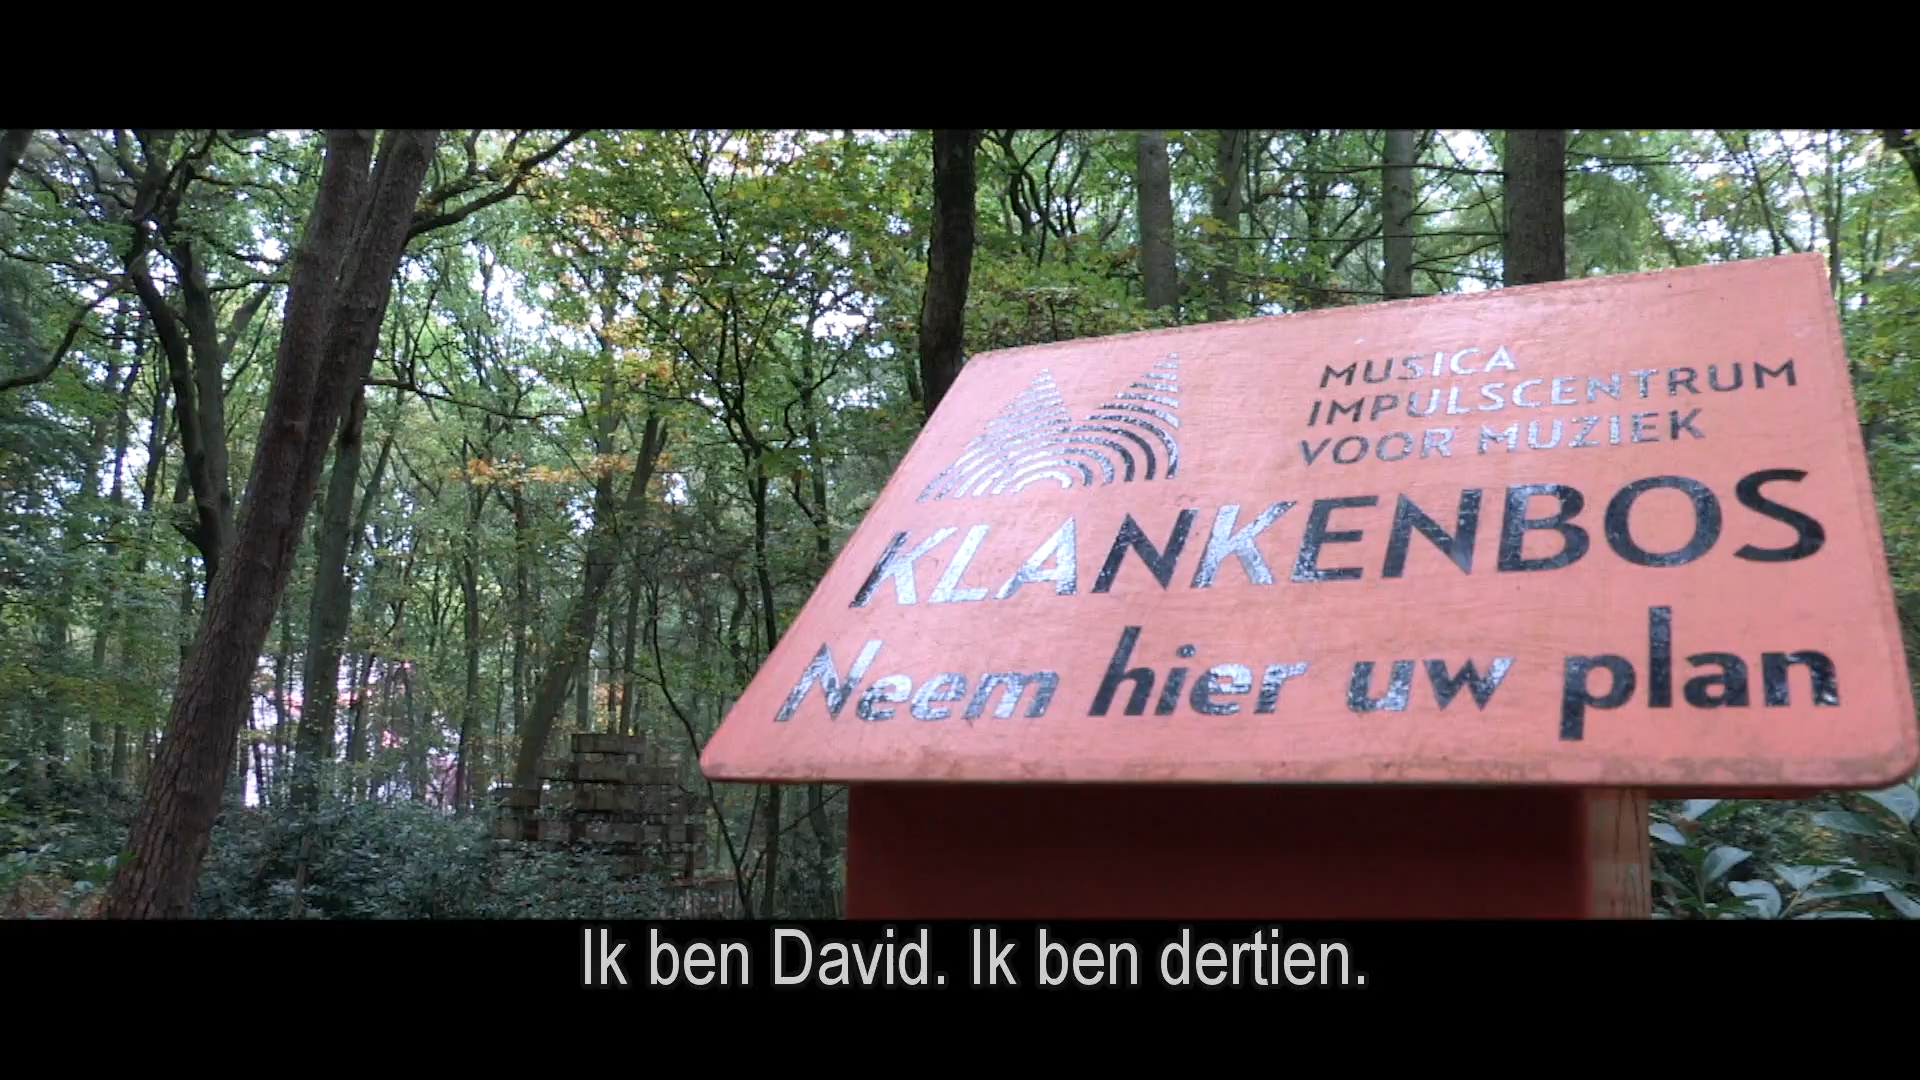 MUSICA
IMPULSCENTRUM
VOOR MUZIEK
KLANKENBOS
Neem hier uw plan
Ik ben David. Ik ben dertien.